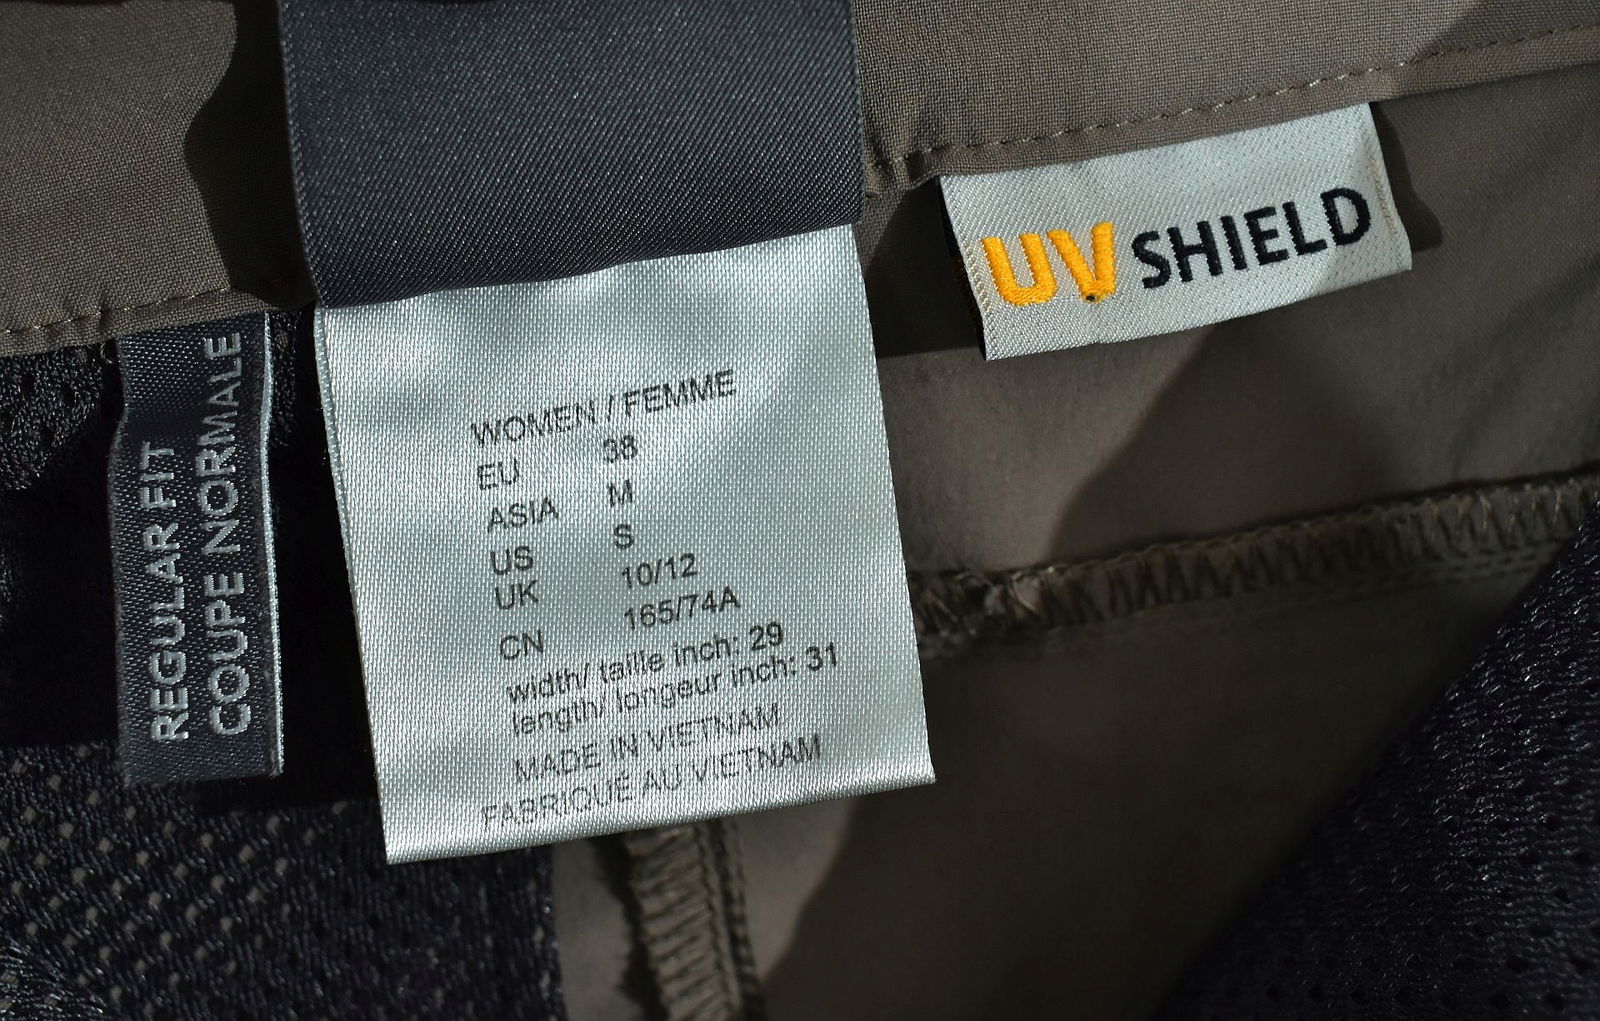 REGULAR FIT
COUPE NORMALE
WOMEN / FEMME
EU 38
ASIA M
US S
UK 10/12
CN 165/74A
width/ taille inch: 29
length/ longeur inch: 31
MADE IN VIETNAM
FABRIQUE AU VIETNAM
UV SHIELD